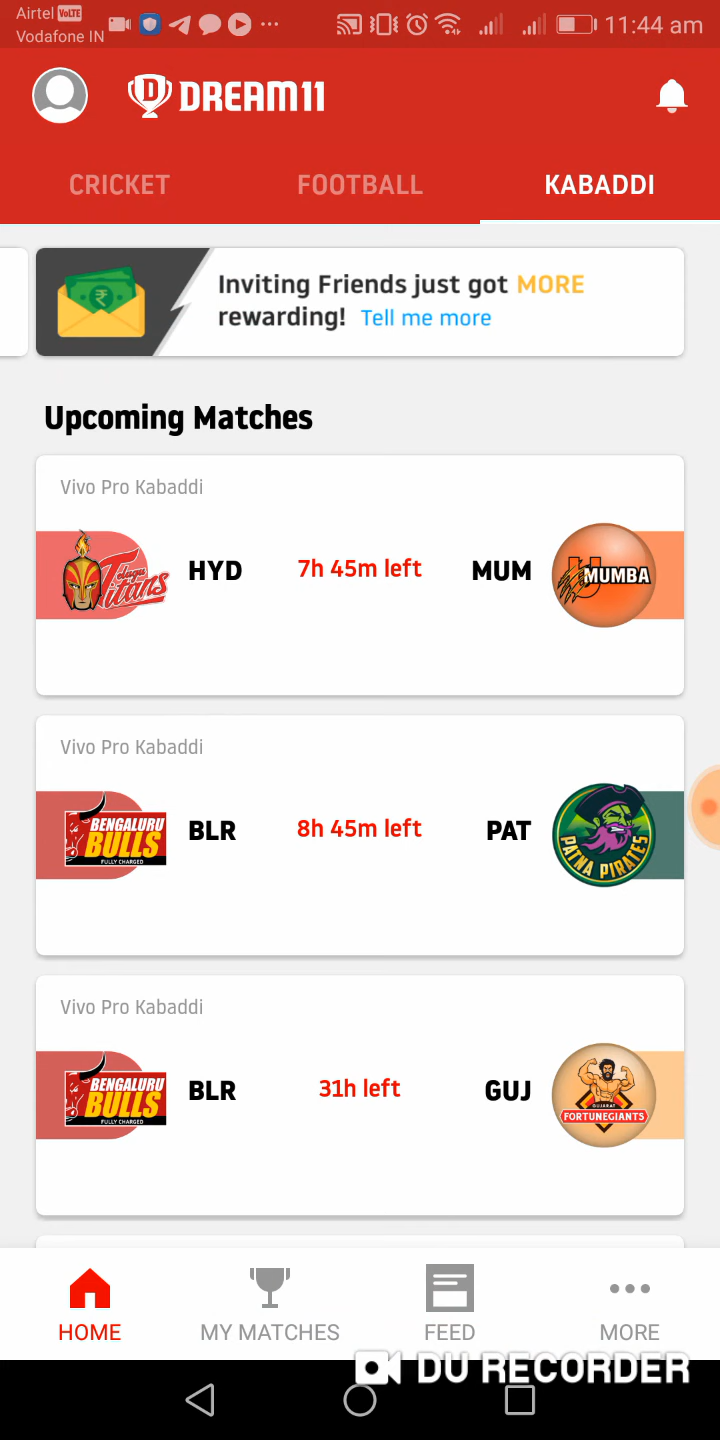 Airtel VoLTE
Vodafone IN
11:44 am
DREAM11
CRICKET FOOTBALL KABADDI
Inviting Friends just got MORE
rewarding! Tell me more
Upcoming Matches
Vivo Pro Kabaddi
Telugu
Titans
HYD 7h 45m left MUM
U MUMBA
Vivo Pro Kabaddi
BENGALURU
BULLS
FULLY CHARGED
BLR 8h 45m left PAT
PATNA PIRATES
Vivo Pro Kabaddi
BENGALURU
BULLS
FULLY CHARGED
BLR 31h left GUJ
GUJARAT
FORTUNEGIANTS
HOME MY MATCHES FEED MORE
DU RECORDER